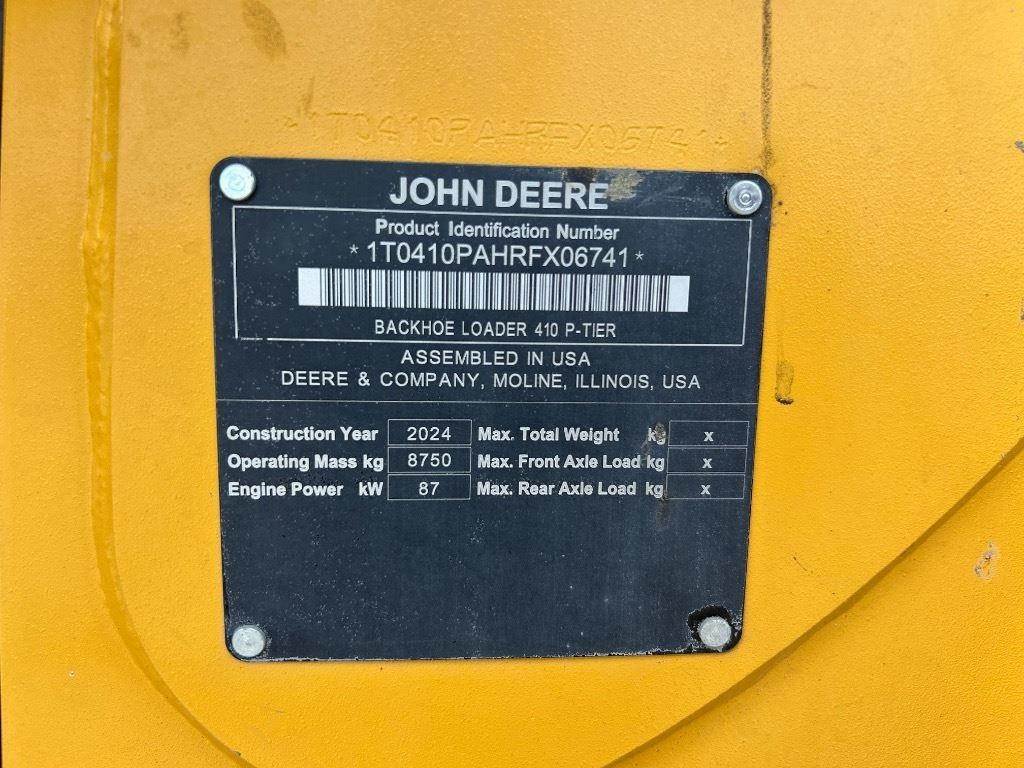 *1T0410PAHRFX06741*
JOHN DEERE
Product Identification Number
*1T0410PAHRFX06741*
BACKHOE LOADER 410 P-TIER
ASSEMBLED IN USA
DEERE & COMPANY, MOLINE, ILLINOIS, USA
Construction Year 2024 Max. Total Weight kg x
Operating Mass kg 8750 Max. Front Axle Load kg x
Engine Power kW 87 Max. Rear Axle Load kg x